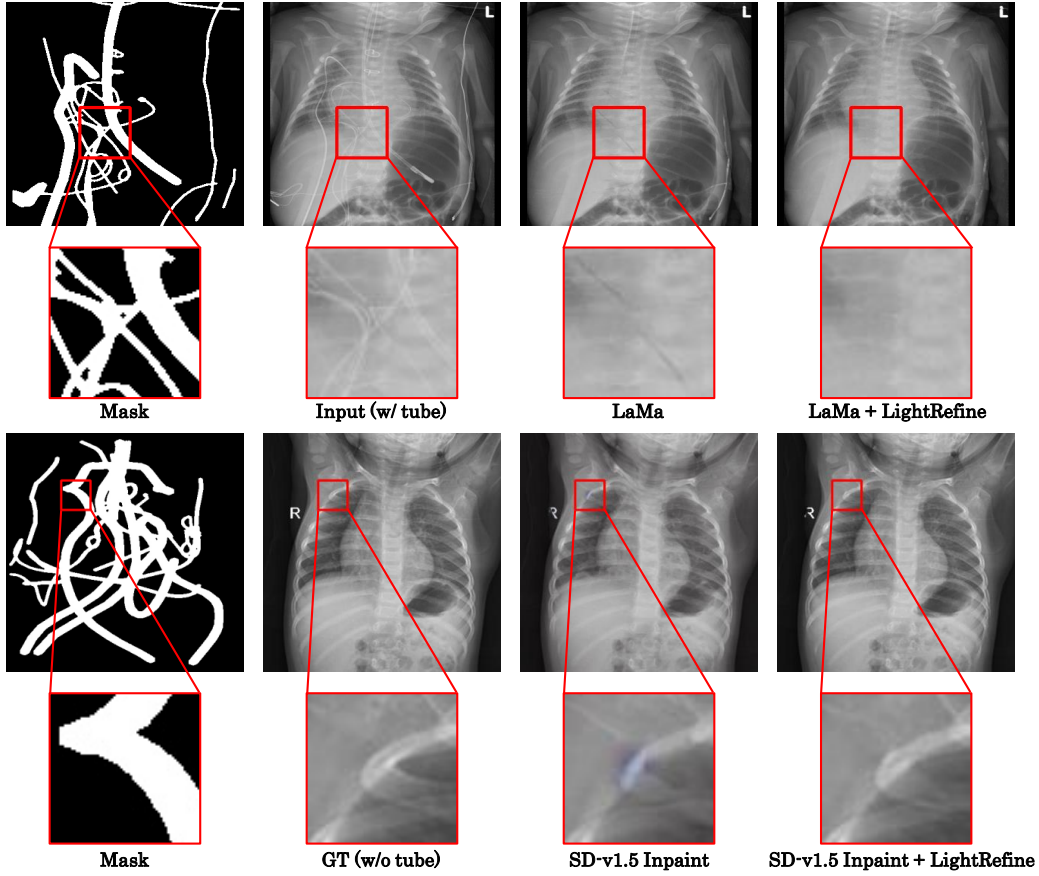 L
L
L
Mask
Input (w/ tube)
LaMa
LaMa + LightRefine
R
R
R
Mask
GT (w/o tube)
SD-v1.5 Inpaint
SD-v1.5 Inpaint + LightRefine